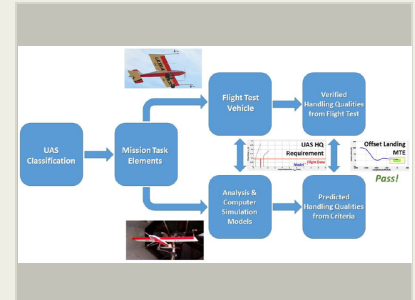 Flight Test
Vehicle
Verified
Handling Qualities
from Flight Test
UAS
Classification
Mission Task
Elements
UAS HQ
Requirement
Offset Landing
MTE
Pass!
Analysis &
Computer
Simulation
Models
Predicted
Handling Qualities
from Criteria